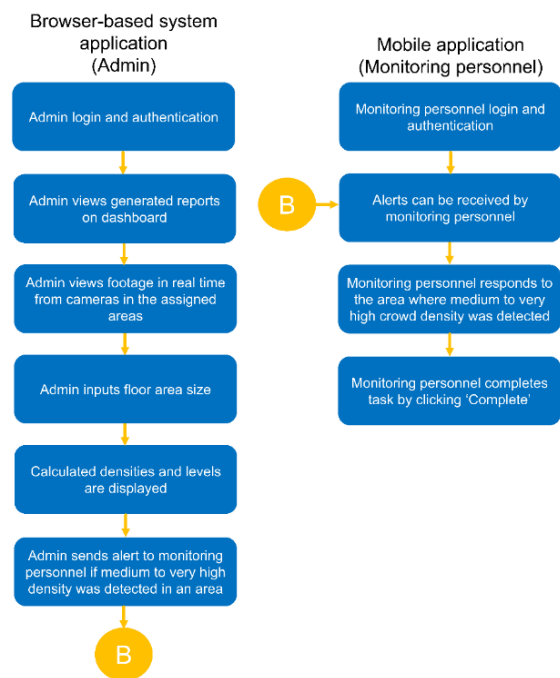 Browser-based system
application
(Admin)
Admin login and authentication
Admin views generated reports
on dashboard
Admin views footage in real time
from cameras in the assigned
areas
Admin inputs floor area size
Calculated densities and levels
are displayed
Admin sends alert to monitoring
personnel if medium to very high
density was detected in an area
B
Mobile application
(Monitoring personnel)
Monitoring personnel login and
authentication
B
Alerts can be received by
monitoring personnel
Monitoring personnel responds to
the area where medium to very
high crowd density was detected
Monitoring personnel completes
task by clicking ‘Complete’